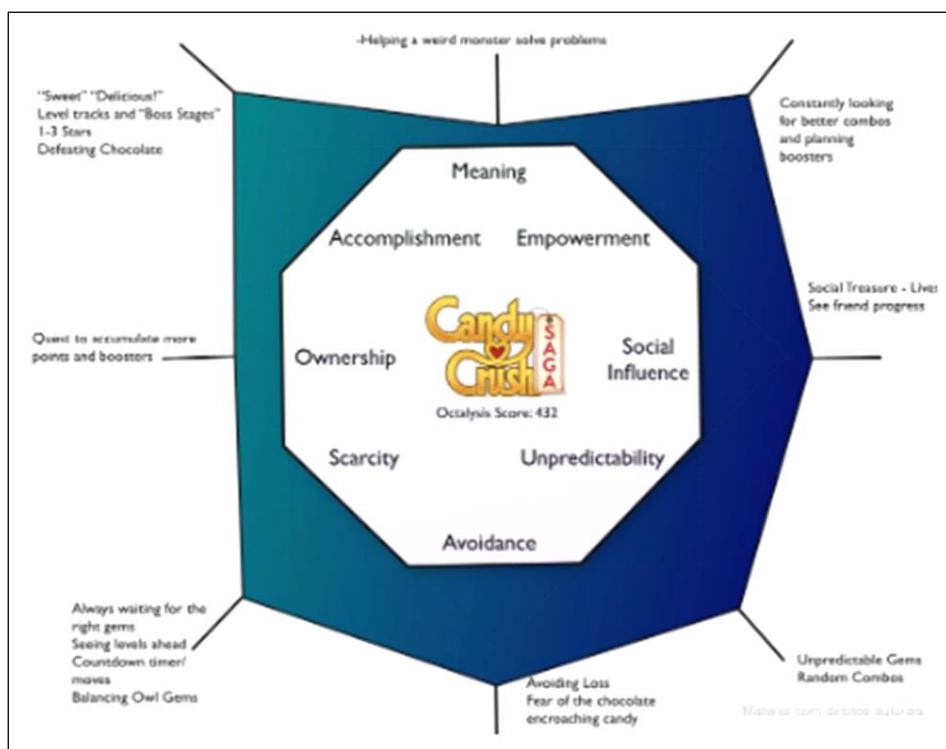 -Helping a weird monster solve problems
"Sweet" "Delicious!"
Level tracks and "Boss Stages"
1-3 Stars
Defeating Chocolate
Constantly looking
for better combos
and planning
boosters
Meaning
Accomplishment
Empowerment
Social Treasure - Lives
See friend progress
Quest to accumulate more
points and boosters
Ownership
Candy
Crush
SAGA
Octalysis Score: 432
Social
Influence
Scarcity
Unpredictability
Avoidance
Always waiting for the
right gems
Seeing levels ahead
Countdown timer/
moves
Balancing Owl Gems
Avoiding Loss
Fear of the chocolate
encroaching candy
Unpredictable Gems
Random Combos
Material com direitos autorais